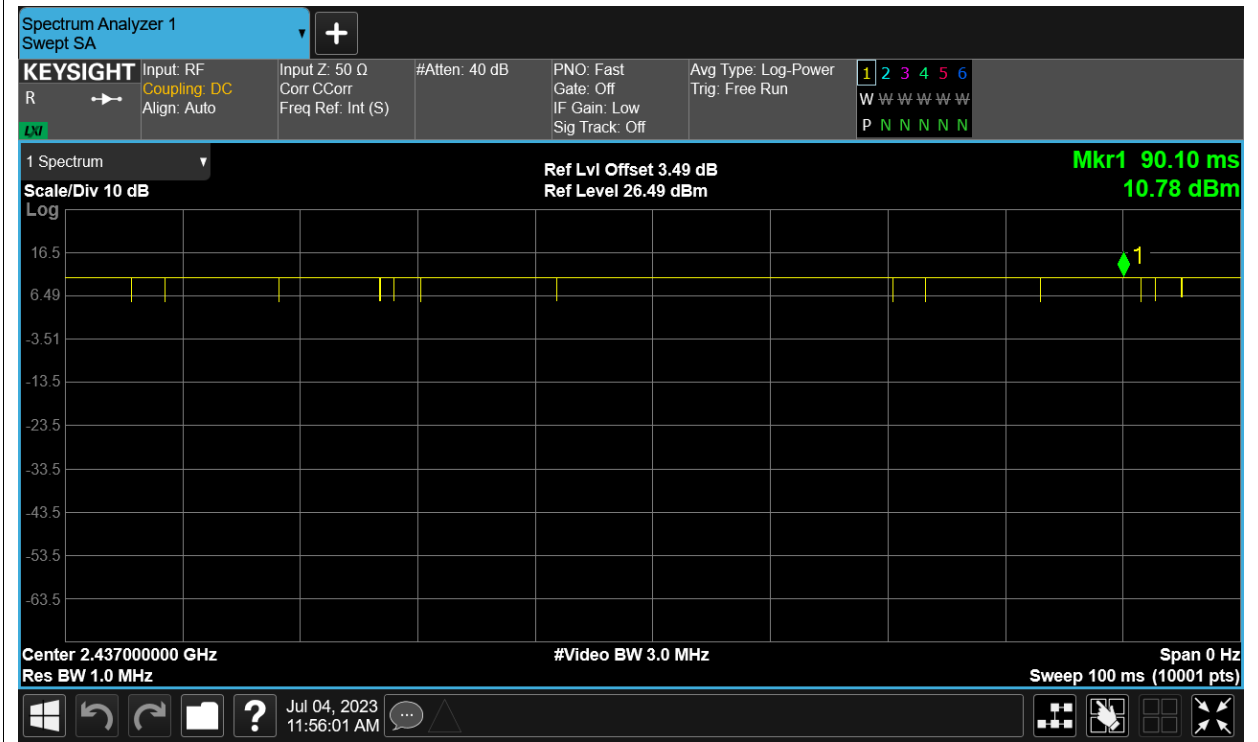 Spectrum Analyzer 1
Swept SA
KEYSIGHT
R
LXI
Input: RF
Coupling: DC
Align: Auto
Input Z: 50 Ω
Corr CCorr
Freq Ref: Int (S)
#Atten: 40 dB
PNO: Fast
Gate: Off
IF Gain: Low
Sig Track: Off
Avg Type: Log-Power
Trig: Free Run
1 2 3 4 5 6
W W W W W W
P N N N N N
1 Spectrum
Scale/Div 10 dB
Log
Ref Lvl Offset 3.49 dB
Ref Level 26.49 dBm
Mkr1 90.10 ms
10.78 dBm
1
16.5
6.49
-3.51
-13.5
-23.5
-33.5
-43.5
-53.5
-63.5
Center 2.437000000 GHz
Res BW 1.0 MHz
#Video BW 3.0 MHz
Span 0 Hz
Sweep 100 ms (10001 pts)
?
Jul 04, 2023
11:56:01 AM